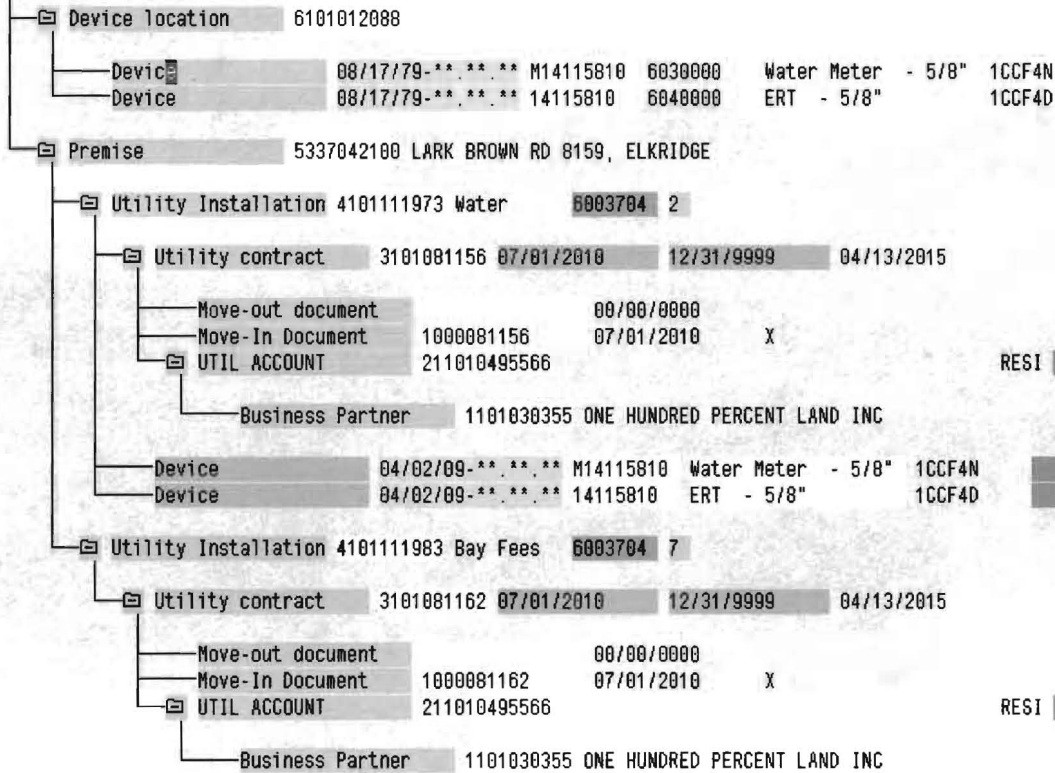 Device location 6101012088
Device 08/17/79-**.**.** M14115810 6030000 Water Meter - 5/8" 1CCF4N
Device 08/17/79-**.**.** 14115810 6040000 ERT - 5/8" 1CCF4D
Premise 5337042100 LARK BROWN RD 8159, ELKRIDGE
Utility Installation 4101111973 Water 6003704 2
Utility contract 3101081156 07/01/2010 12/31/9999 04/13/2015
Move-out document 00/00/0000
Move-In Document 1000081156 07/01/2010 X
UTIL ACCOUNT 211010495566 RESI
Business Partner 1101030355 ONE HUNDRED PERCENT LAND INC
Device 04/02/09-**.**.** M14115810 Water Meter - 5/8" 1CCF4N
Device 04/02/09-**.**.** 14115810 ERT - 5/8" 1CCF4D
Utility Installation 4101111983 Bay Fees 6003704 7
Utility contract 3101081162 07/01/2010 12/31/9999 04/13/2015
Move-out document 00/00/0000
Move-In Document 1000081162 07/01/2010 X
UTIL ACCOUNT 211010495566 RESI
Business Partner 1101030355 ONE HUNDRED PERCENT LAND INC